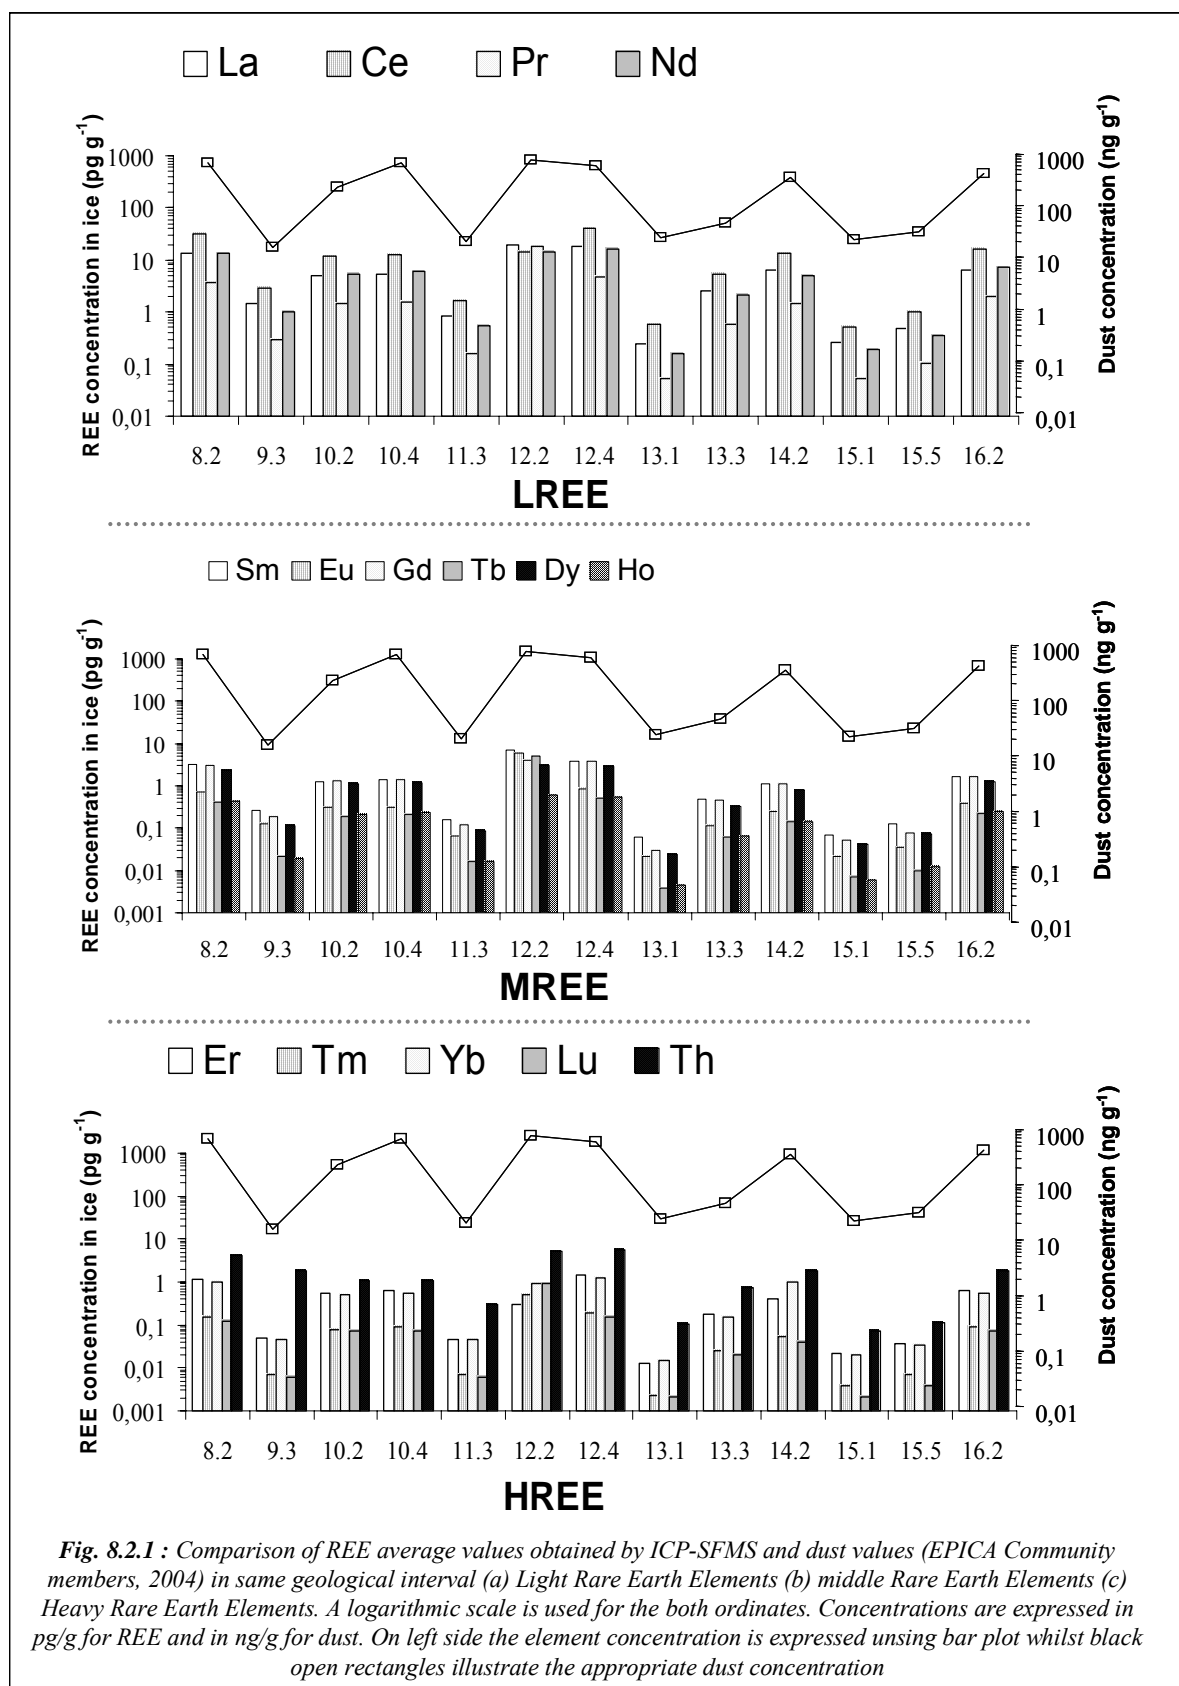 La Ce Pr Nd
REE concentration in ice (pg g⁻¹)
1000
100
10
1
0,1
0,01
Dust concentration (ng g⁻¹)
1000
100
10
1
0,1
0,01
8.2 9.3 10.2 10.4 11.3 12.2 12.4 13.1 13.3 14.2 15.1 15.5 16.2
LREE
Sm Eu Gd Tb Dy Ho
REE concentration in ice (pg g⁻¹)
1000
100
10
1
0,1
0,01
0,001
Dust concentration (ng g⁻¹)
1000
100
10
1
0,1
0,01
8.2 9.3 10.2 10.4 11.3 12.2 12.4 13.1 13.3 14.2 15.1 15.5 16.2
MREE
Er Tm Yb Lu Th
REE concentration in ice (pg g⁻¹)
1000
100
10
1
0,1
0,01
0,001
Dust concentration (ng g⁻¹)
1000
100
10
1
0,1
0,01
8.2 9.3 10.2 10.4 11.3 12.2 12.4 13.1 13.3 14.2 15.1 15.5 16.2
HREE
Fig. 8.2.1 : Comparison of REE average values obtained by ICP-SFMS and dust values (EPICA Community
members, 2004) in same geological interval (a) Light Rare Earth Elements (b) middle Rare Earth Elements (c)
Heavy Rare Earth Elements. A logarithmic scale is used for the both ordinates. Concentrations are expressed in
pg/g for REE and in ng/g for dust. On left side the element concentration is expressed unsing bar plot whilst black
open rectangles illustrate the appropriate dust concentration